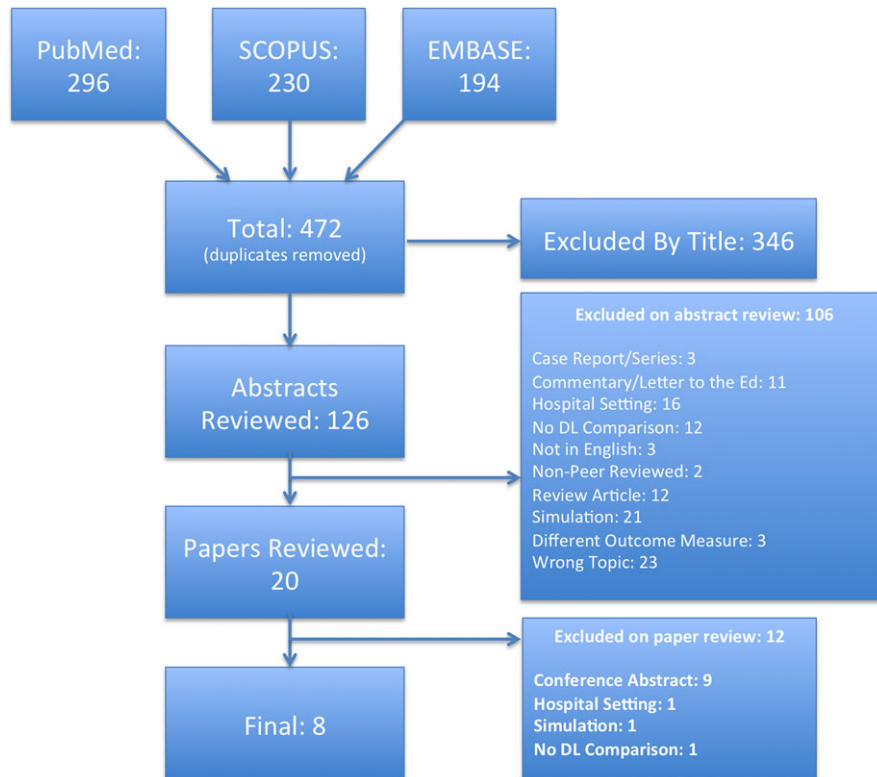 PubMed:
296
SCOPUS:
230
EMBASE:
194
Total: 472
(duplicates removed)
Excluded By Title: 346
Abstracts
Reviewed: 126
Excluded on abstract review: 106
Case Report/Series: 3
Commentary/Letter to the Ed: 11
Hospital Setting: 16
No DL Comparison: 12
Not in English: 3
Non-Peer Reviewed: 2
Review Article: 12
Simulation: 21
Different Outcome Measure: 3
Wrong Topic: 23
Papers Reviewed:
20
Excluded on paper review: 12
Conference Abstract: 9
Hospital Setting: 1
Simulation: 1
No DL Comparison: 1
Final: 8